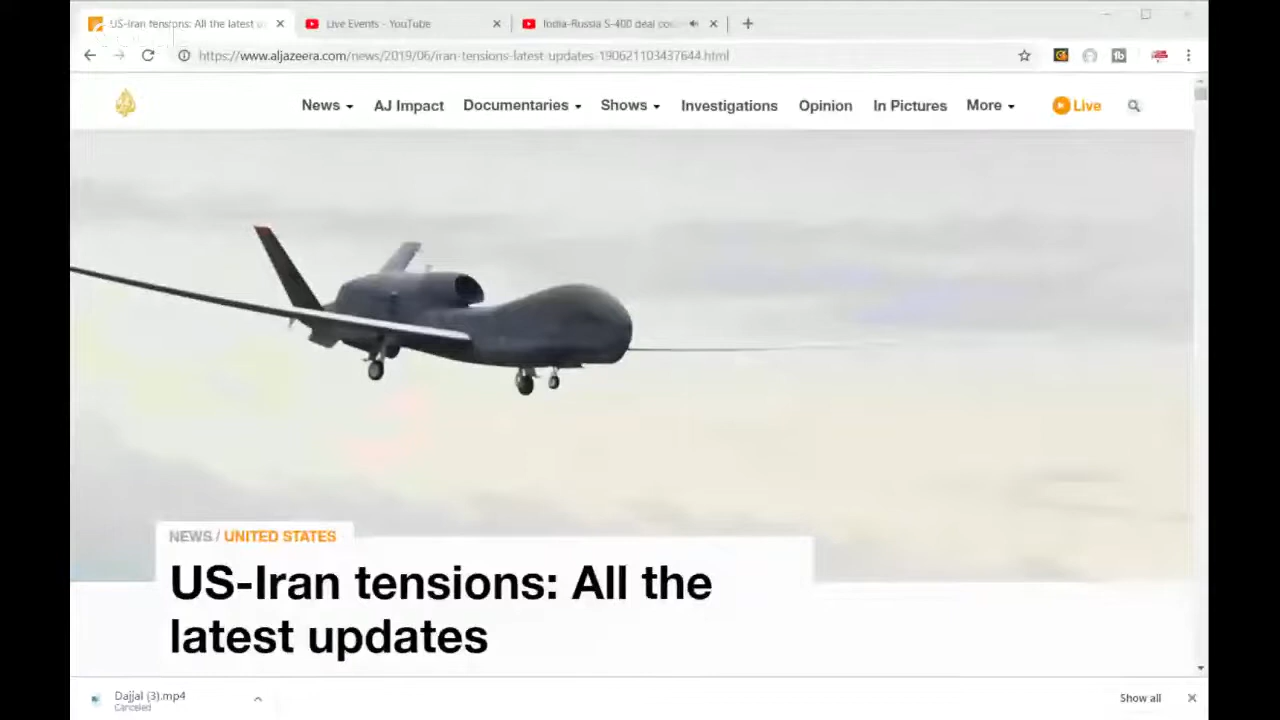 US-Iran tensions: All the latest u
Live Events - YouTube
India-Russia S-400 deal cou
https://www.aljazeera.com/news/2019/06/iran-tensions-latest-updates-190621103437644.html
News
AJ Impact
Documentaries
Shows
Investigations
Opinion
In Pictures
More
Live
NEWS / UNITED STATES
US-Iran tensions: All the
latest updates
Dajjal (3).mp4
Canceled
Show all